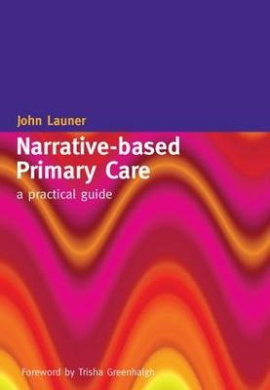 John Launer
Narrative-based
Primary Care
a practical guide
Foreword by Trisha Greenhalgh